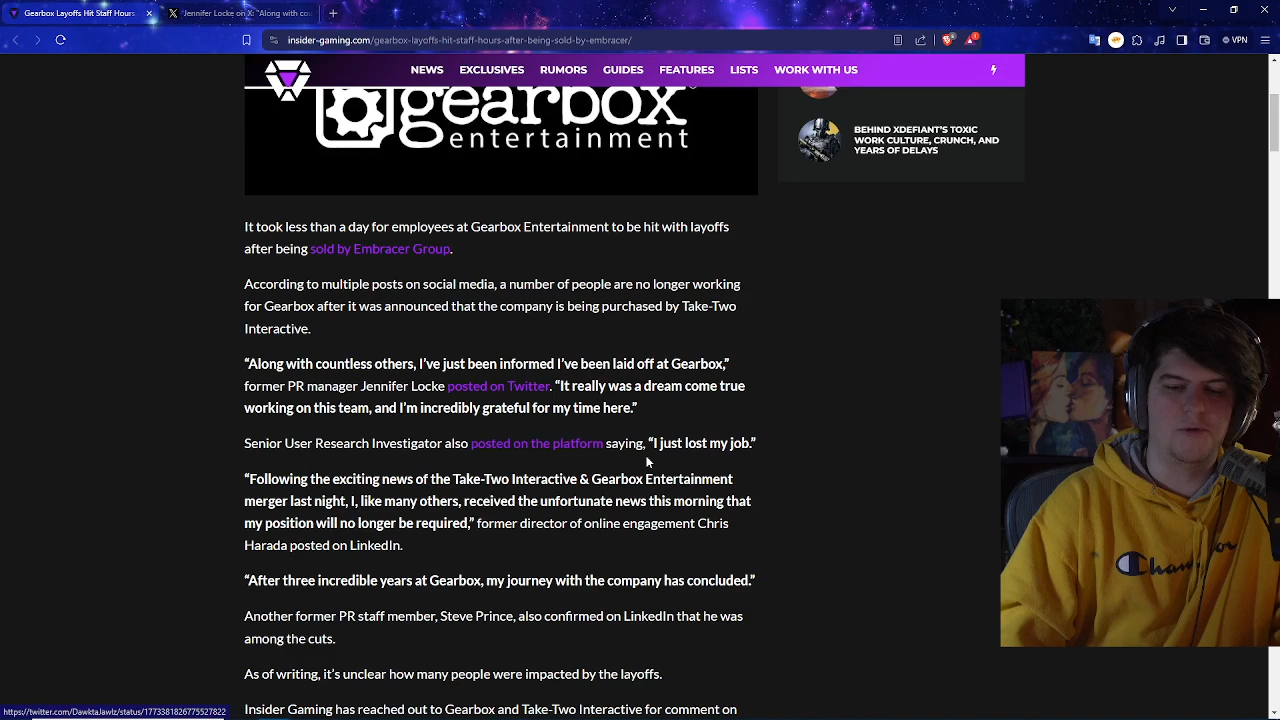 Gearbox Layoffs Hit Staff Hours
Jennifer Locke on X: "Along with cou
insider-gaming.com/gearbox-layoffs-hit-staff-hours-after-being-sold-by-embracer/
VPN
NEWS EXCLUSIVES RUMORS GUIDES FEATURES LISTS WORK WITH US
gearbox
entertainment
BEHIND XDEFIANT'S TOXIC
WORK CULTURE, CRUNCH, AND
YEARS OF DELAYS
It took less than a day for employees at Gearbox Entertainment to be hit with layoffs
after being sold by Embracer Group.
According to multiple posts on social media, a number of people are no longer working
for Gearbox after it was announced that the company is being purchased by Take-Two
Interactive.
“Along with countless others, I’ve just been informed I’ve been laid off at Gearbox,”
former PR manager Jennifer Locke posted on Twitter. “It really was a dream come true
working on this team, and I’m incredibly grateful for my time here.”
Senior User Research Investigator also posted on the platform saying, “I just lost my job.”
“Following the exciting news of the Take-Two Interactive & Gearbox Entertainment
merger last night, I, like many others, received the unfortunate news this morning that
my position will no longer be required,” former director of online engagement Chris
Harada posted on LinkedIn.
“After three incredible years at Gearbox, my journey with the company has concluded.”
Another former PR staff member, Steve Prince, also confirmed on LinkedIn that he was
among the cuts.
As of writing, it’s unclear how many people were impacted by the layoffs.
Insider Gaming has reached out to Gearbox and Take-Two Interactive for comment on
https://twitter.com/DawktaJawlz/status/1773381826775527822
Champion